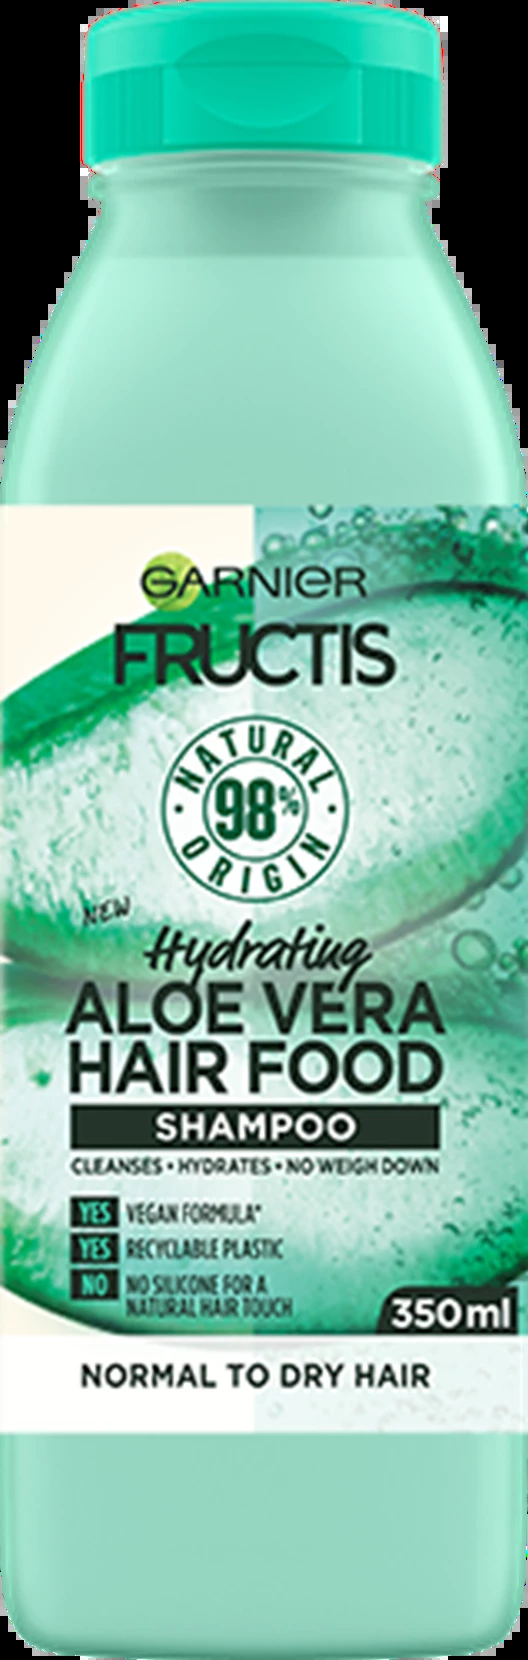 GARNIER
FRUCTIS
NATURAL
98%
ORIGIN
NEW
Hydrating
ALOE VERA
HAIR FOOD
SHAMPOO
CLEANSES • HYDRATES • NO WEIGH DOWN
YES VEGAN FORMULA*
YES RECYCLABLE PLASTIC
NO NO SILICONE FOR A
NATURAL HAIR TOUCH
350ml
NORMAL TO DRY HAIR